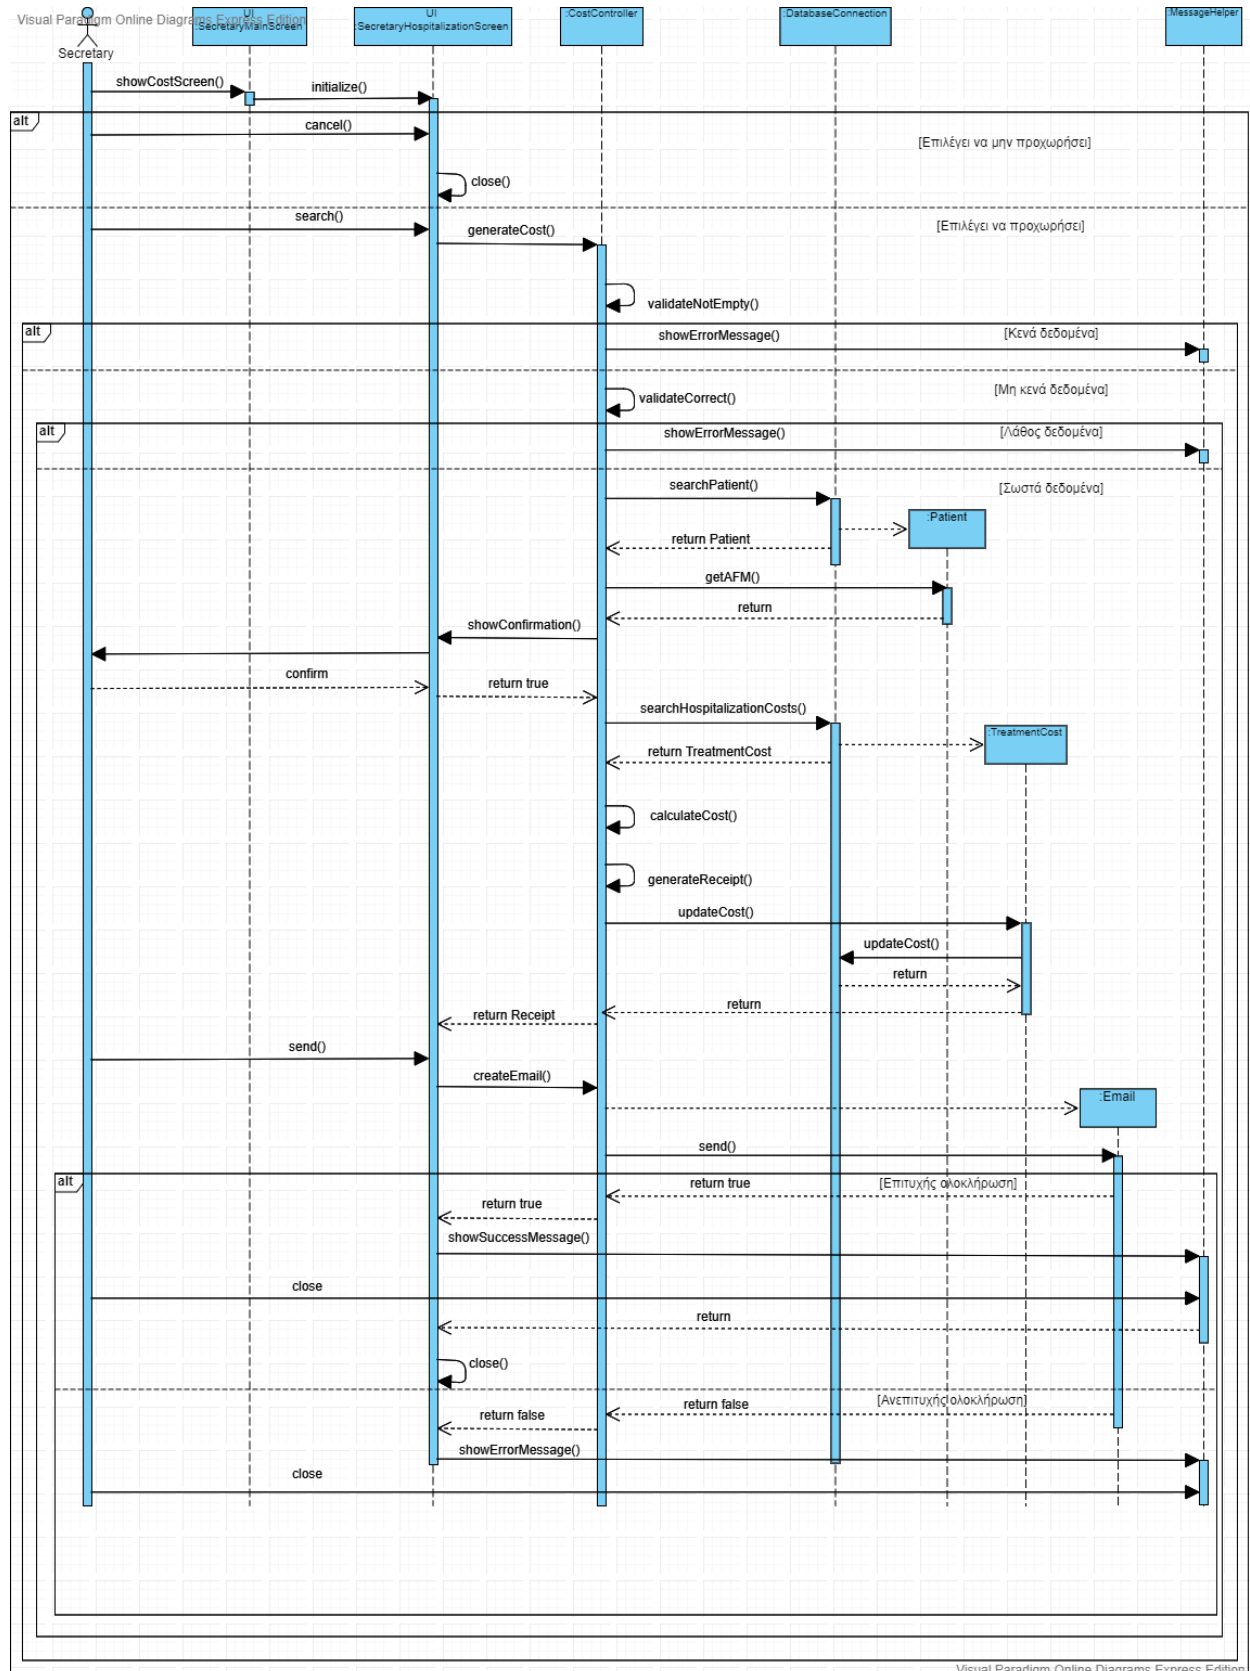 Visual Paradigm Online Diagrams Express Edition
UI
:SecretaryMainScreen
UI
:SecretaryHospitalizationScreen
:CostController
:DatabaseConnection
:MessageHelper
Secretary
showCostScreen()
initialize()
alt
cancel()
[Επιλέγει να μην προχωρήσει]
close()
search()
[Επιλέγει να προχωρήσει]
generateCost()
validateNotEmpty()
alt
showErrorMessage()
[Κενά δεδομένα]
[Μη κενά δεδομένα]
validateCorrect()
alt
showErrorMessage()
[Λάθος δεδομένα]
searchPatient()
[Σωστά δεδομένα]
:Patient
return Patient
getAFM()
return
showConfirmation()
confirm
return true
searchHospitalizationCosts()
:TreatmentCost
return TreatmentCost
calculateCost()
generateReceipt()
updateCost()
updateCost()
return
return
return Receipt
send()
createEmail()
:Email
send()
alt
return true
[Επιτυχής ολοκλήρωση]
return true
showSuccessMessage()
close
return
close()
return false
[Ανεπιτυχής ολοκλήρωση]
return false
showErrorMessage()
close
Visual Paradigm Online Diagrams Express Edition